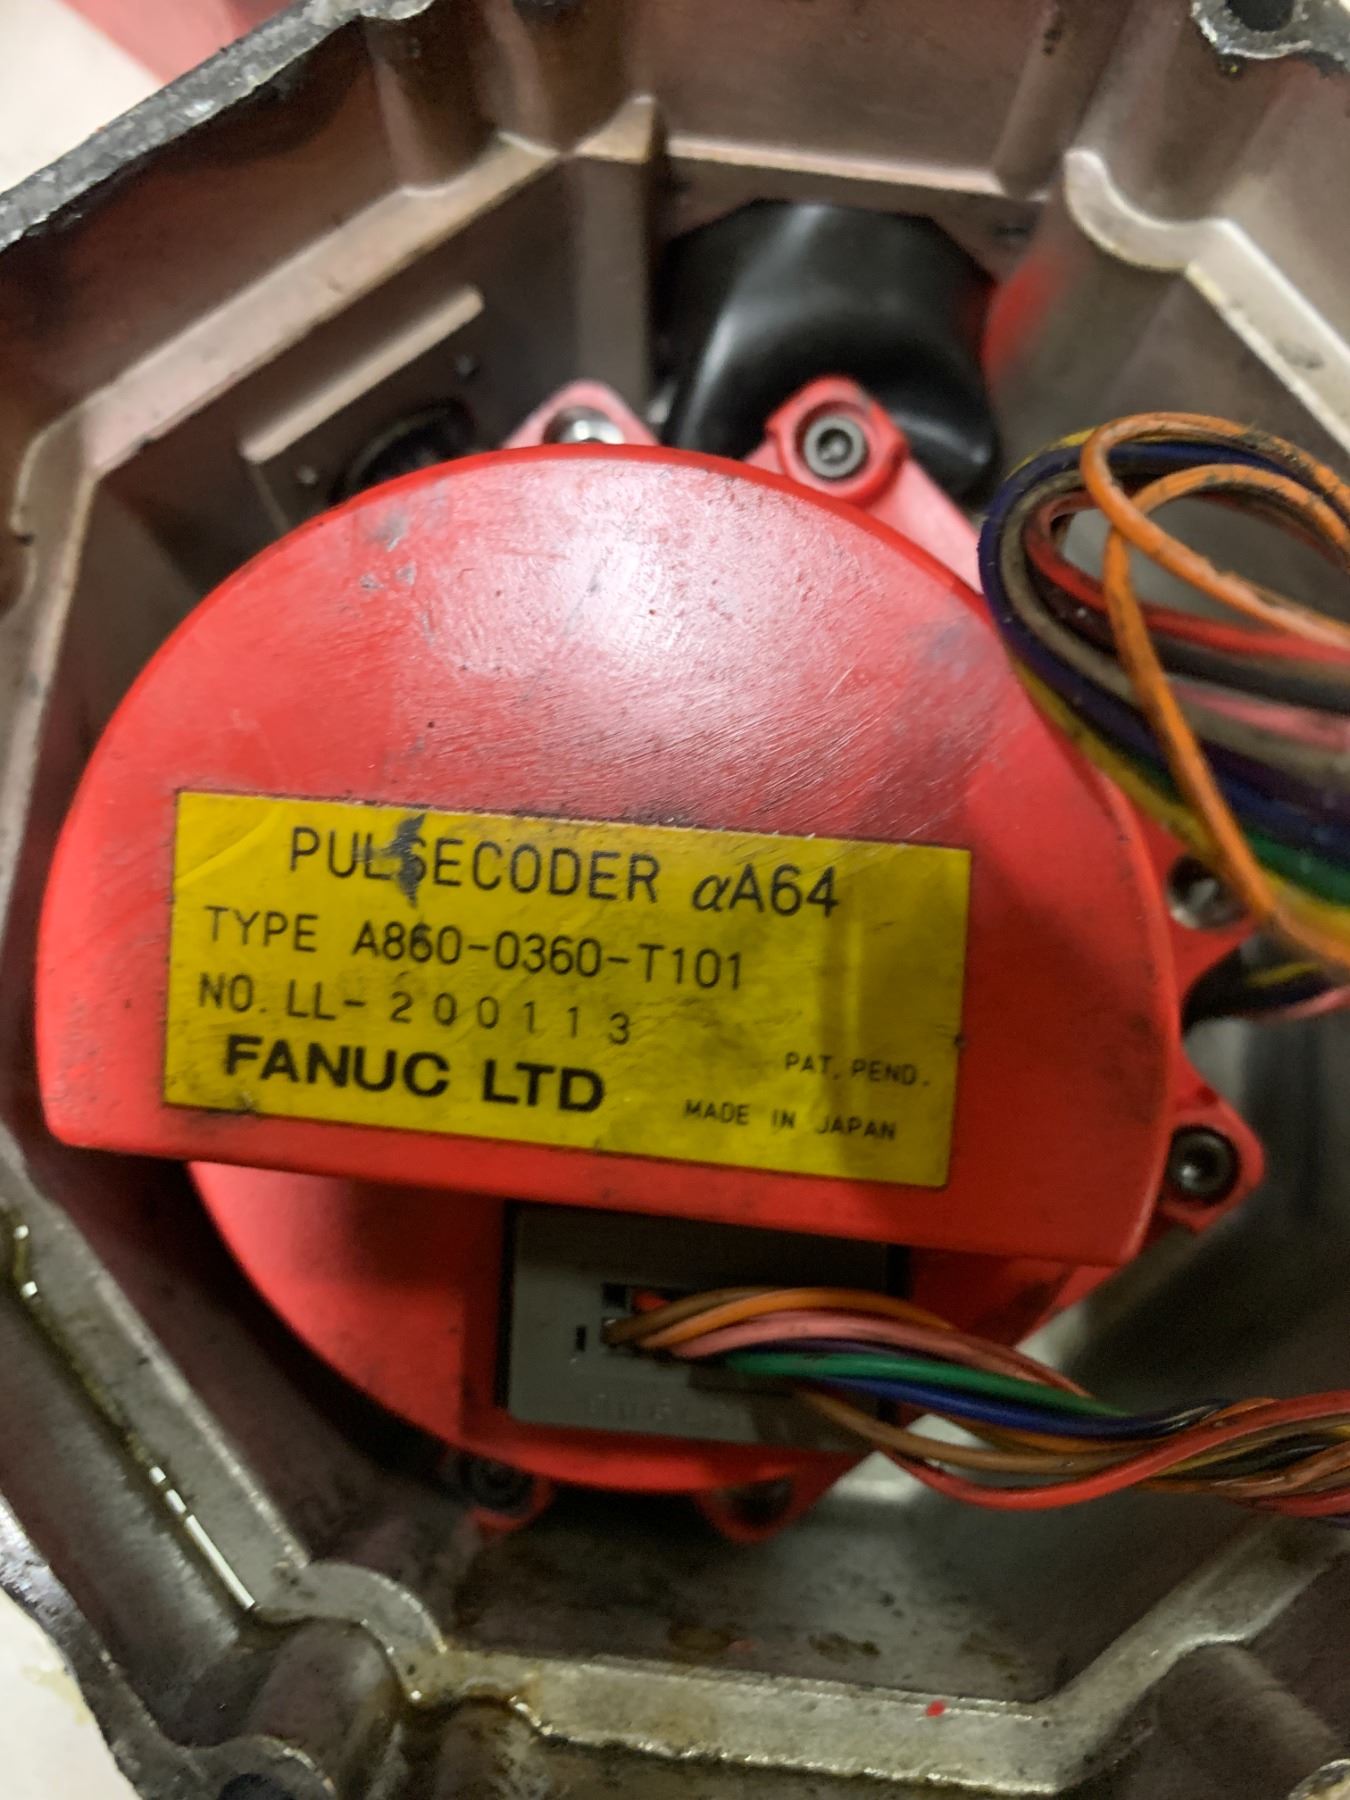 PULSECODER αA64
TYPE A860-0360-T101
NO. LL-200113
FANUC LTD
PAT. PEND.
MADE IN JAPAN